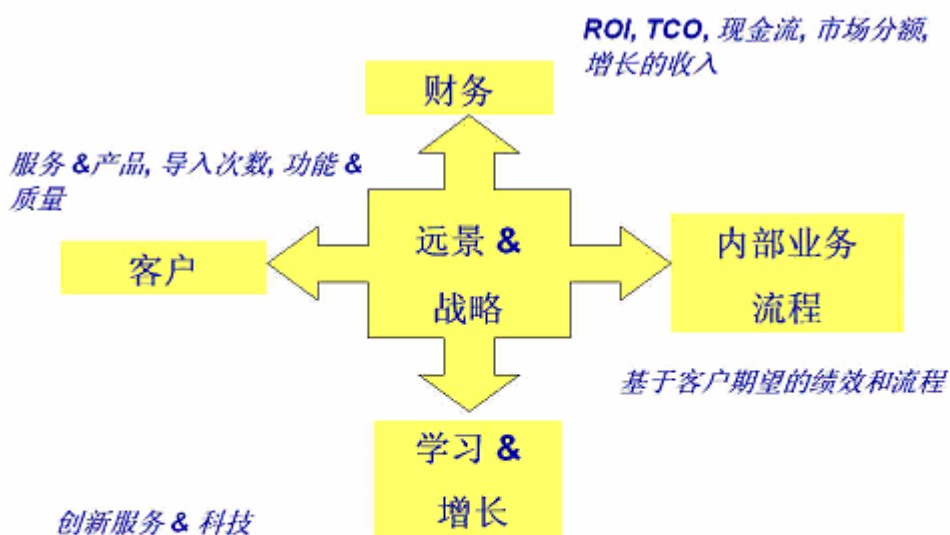 ROI, TCO, 现金流, 市场分额,
增长的收入
财务
服务 &产品, 导入次数, 功能 &
质量
客户
远景 &
战略
内部业务
流程
基于客户期望的绩效和流程
学习 &
增长
创新服务 & 科技